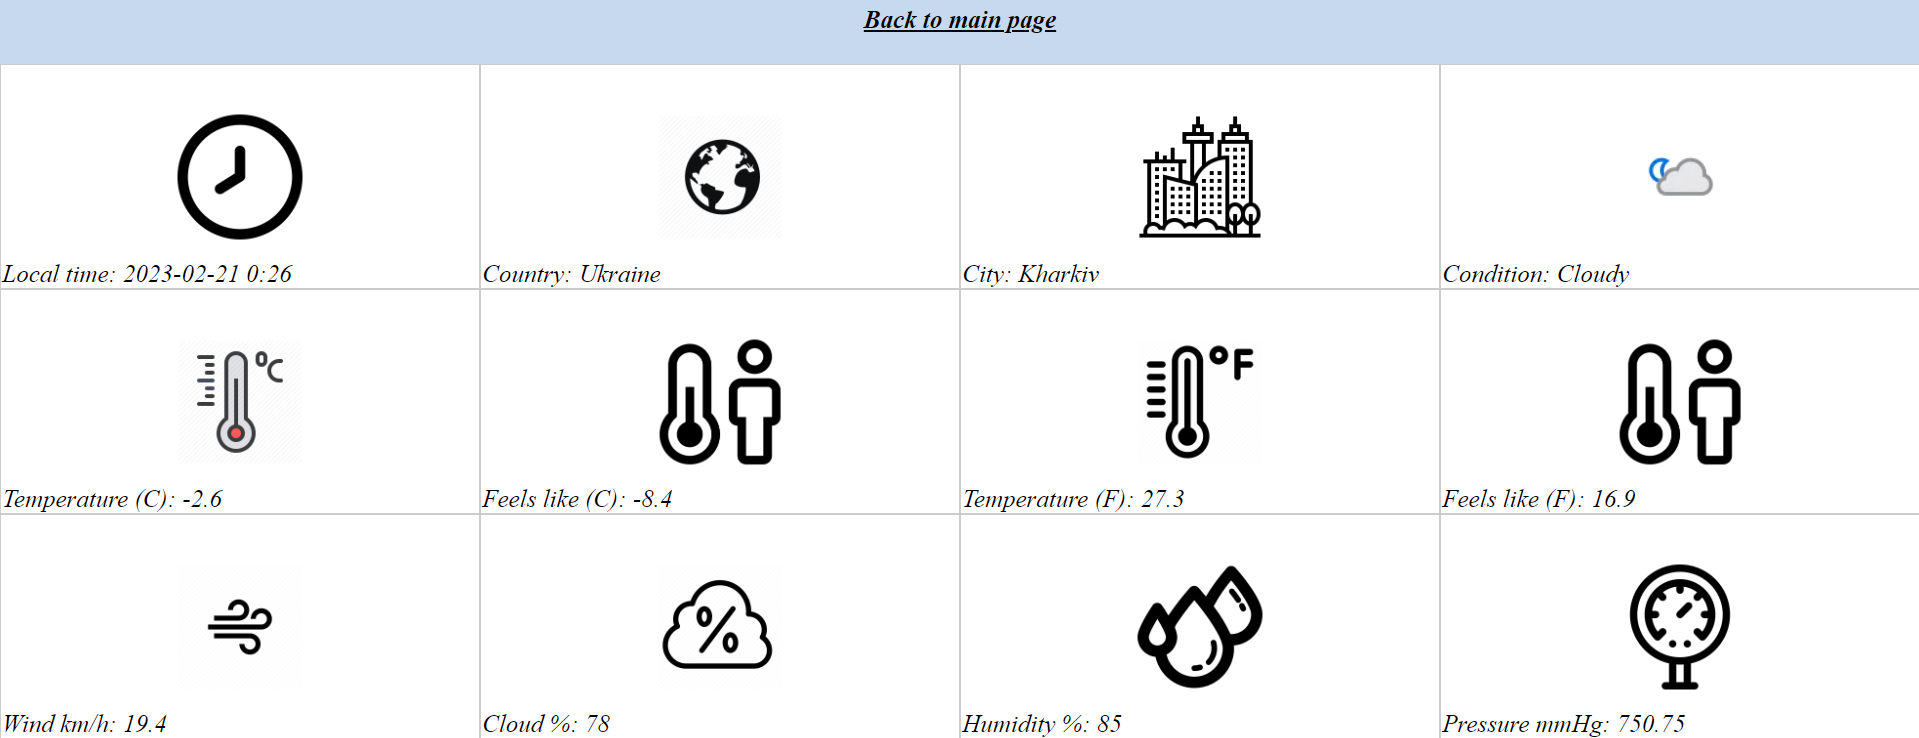 Back to main page
Local time: 2023-02-21 0:26
Country: Ukraine
City: Kharkiv
Condition: Cloudy
°C
°F
Temperature (C): -2.6
Feels like (C): -8.4
Temperature (F): 27.3
Feels like (F): 16.9
%
Wind km/h: 19.4
Cloud %: 78
Humidity %: 85
Pressure mmHg: 750.75